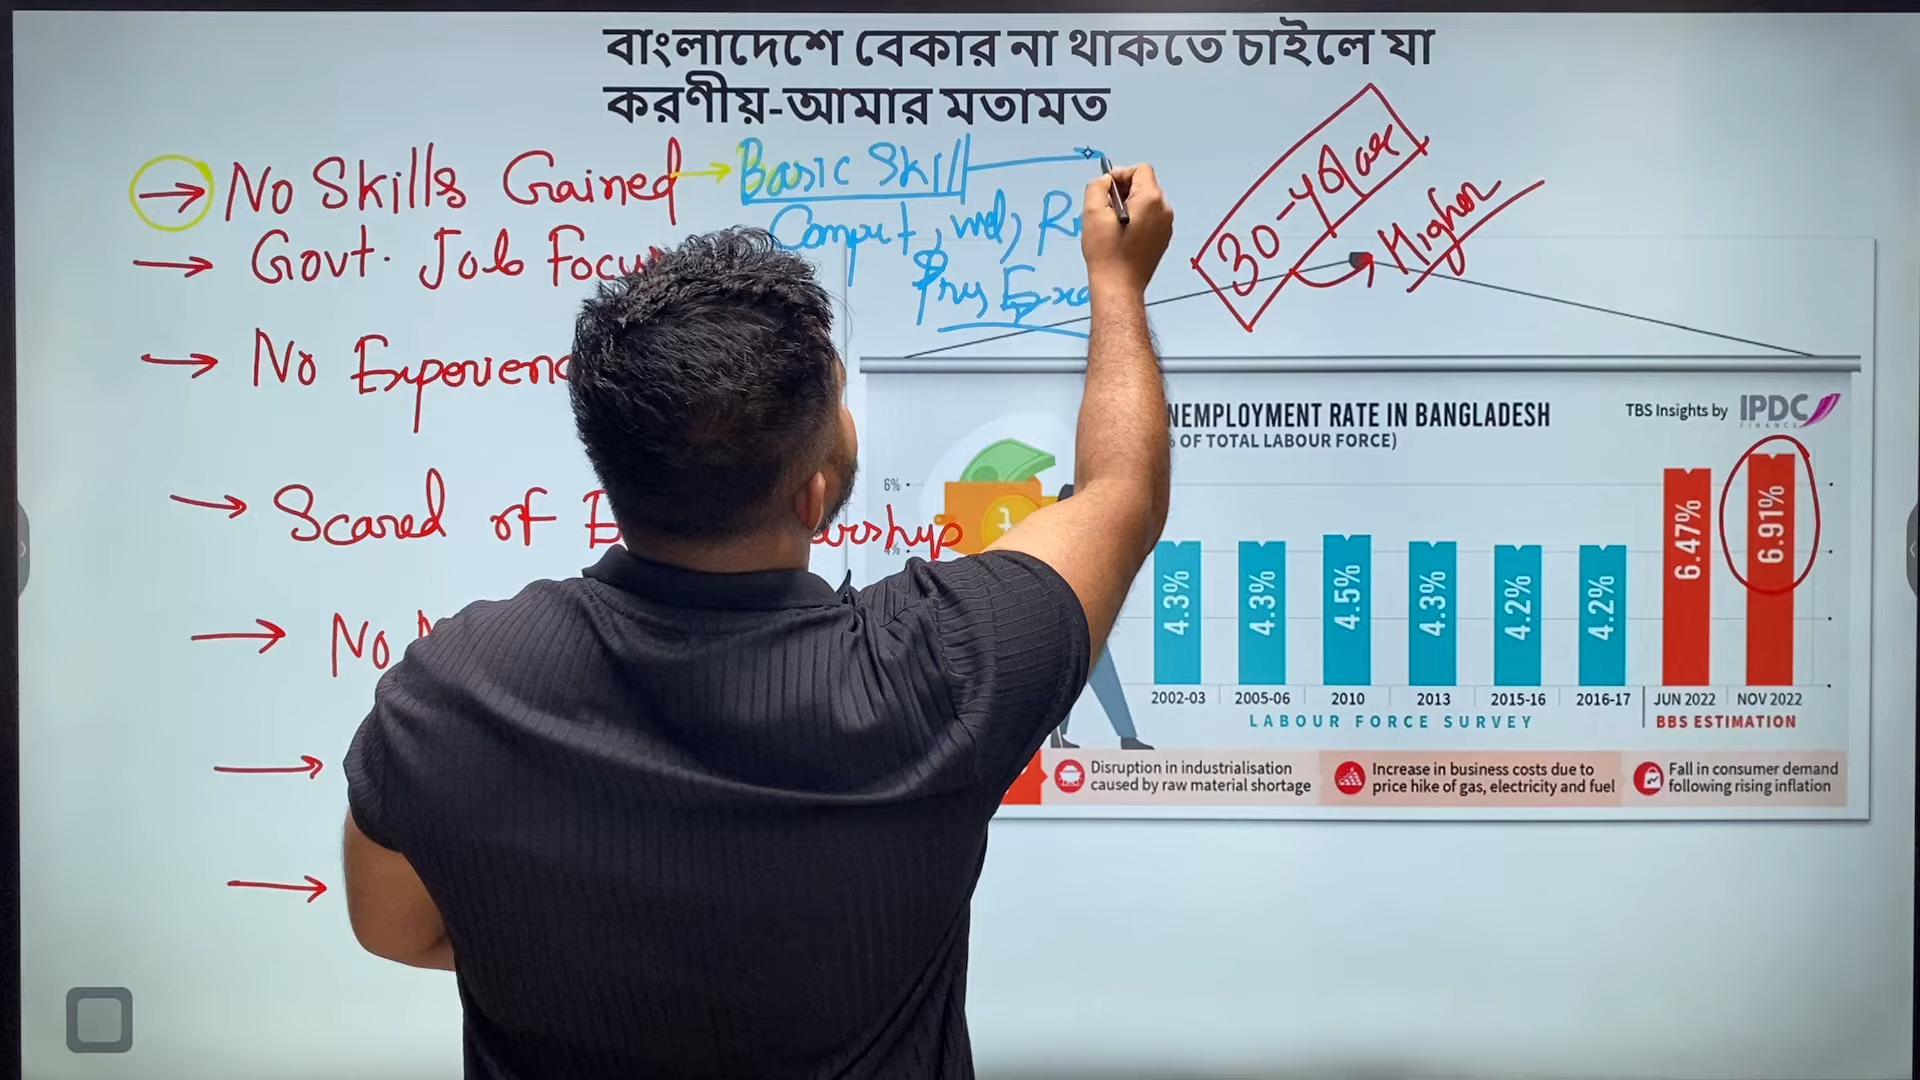 বাংলাদেশে বেকার না থাকতে চাইলে যা
করণীয়-আমার মতামত
No Skills Gained → Basic Skill
Comput,
Govt. Job Focu
No Experienc
Scared of E
No
30-
Higher
NEMPLOYMENT RATE IN BANGLADESH
OF TOTAL LABOUR FORCE)
TBS Insights by IPDC
FINANCE
6%
4%
4.3%
4.3%
4.5%
4.3%
4.2%
4.2%
6.47%
6.91%
2002-03
2005-06
2010
2013
2015-16
2016-17
JUN 2022
NOV 2022
LABOUR FORCE SURVEY
BBS ESTIMATION
Disruption in industrialisation
caused by raw material shortage
Increase in business costs due to
price hike of gas, electricity and fuel
Fall in consumer demand
following rising inflation